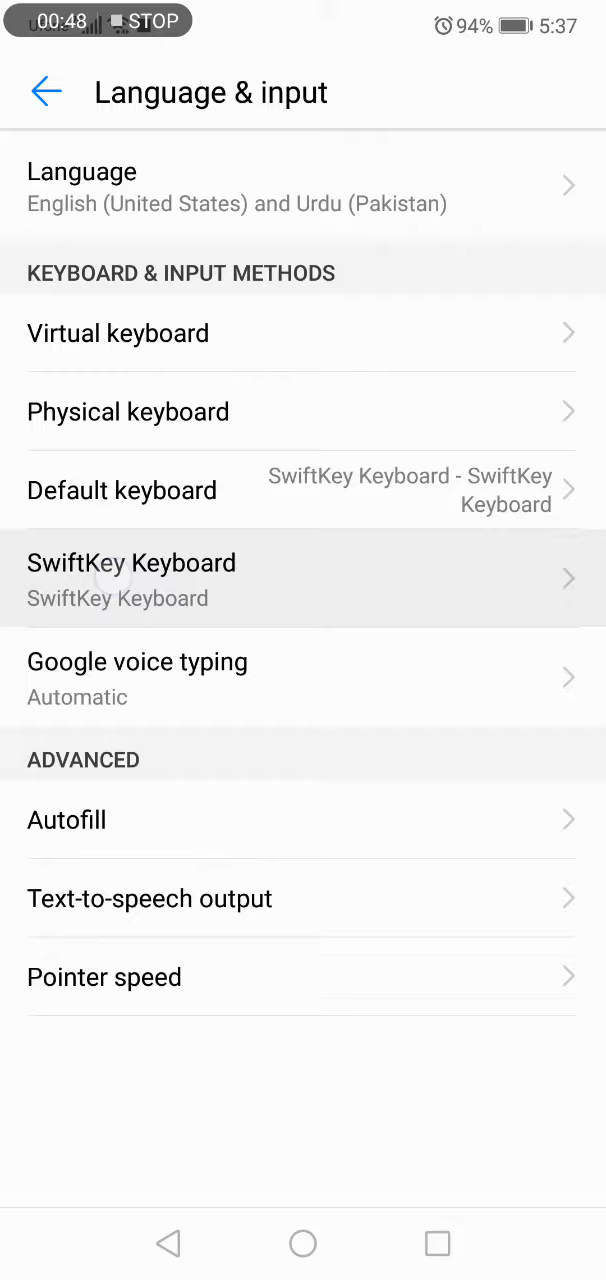 00:48 STOP
94% 5:37
Language & input
Language
English (United States) and Urdu (Pakistan)
KEYBOARD & INPUT METHODS
Virtual keyboard
Physical keyboard
Default keyboard
SwiftKey Keyboard - SwiftKey
Keyboard
SwiftKey Keyboard
SwiftKey Keyboard
Google voice typing
Automatic
ADVANCED
Autofill
Text-to-speech output
Pointer speed